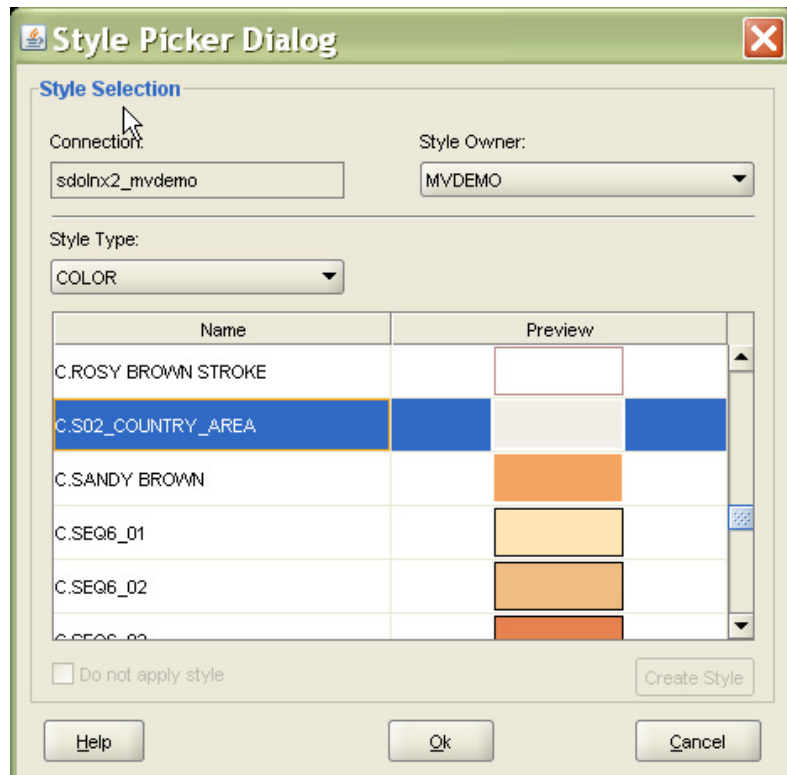 Style Picker Dialog
Style Selection
Connection:
Style Owner:
sdolnx2_mvdemo
MVDEMO
Style Type:
COLOR
Name Preview
C.ROSY BROWN STROKE
C.S02_COUNTRY_AREA
C.SANDY BROWN
C.SEQ6_01
C.SEQ6_02
Do not apply style
Create Style
Help
Ok
Cancel